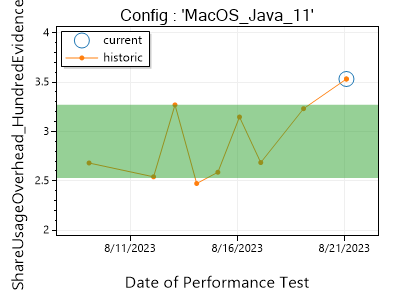 Config : 'MacOS_Java_11'
current
historic
4
3.5
3
2.5
2
ShareUsageOverhead_HundredEvidence
8/11/2023
8/16/2023
8/21/2023
Date of Performance Test